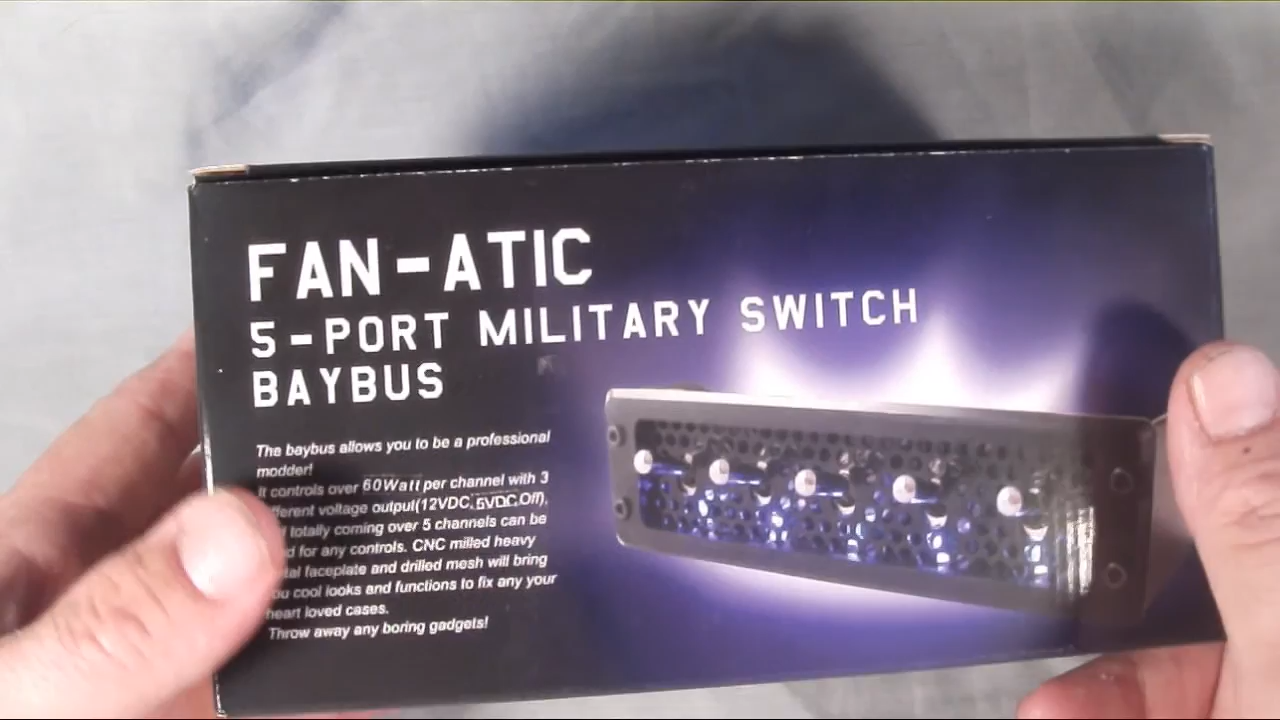 FAN-ATIC
5-PORT MILITARY SWITCH
BAYBUS
The baybus allows you to be a professional
modder!
It controls over 60Watt per channel with 3
fferent voltage output(12VDC,5VDC,Off),
totally coming over 5 channels can be
d for any controls. CNC milled heavy
tal faceplate and drilled mesh will bring
ou cool looks and functions to fix any your
heart loved cases.
Throw away any boring gadgets!